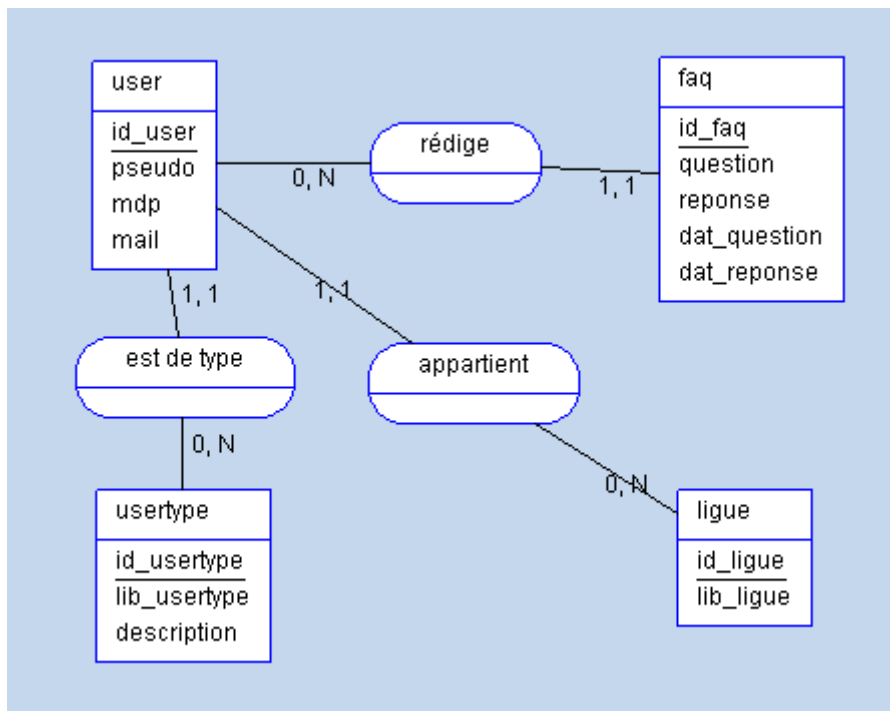 user
id_user
pseudo
mdp
mail
rédige
0, N
1, 1
faq
id_faq
question
reponse
dat_question
dat_reponse
1, 1
1, 1
est de type
appartient
0, N
0, N
usertype
id_usertype
lib_usertype
description
ligue
id_ligue
lib_ligue